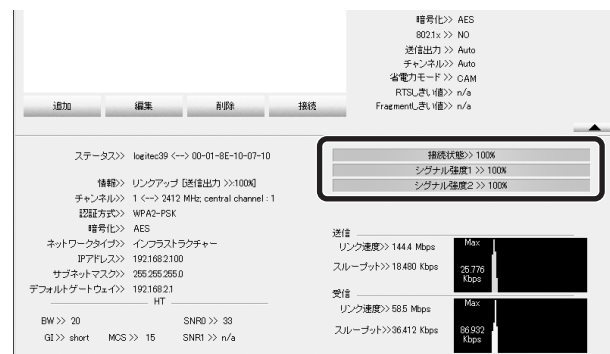 暗号化>> AES
802.1x >> NO
送信出力 >> Auto
チャンネル>> Auto
省電力モード >> CAM
RTSしきい値>> n/a
Fragmentしきい値>> n/a
追加 編集 削除 接続
ステータス>> logitec39 <--> 00-01-8E-10-07-10
情報>> リンクアップ [送信出力 >>:100%]
チャンネル>> 1 <--> 2412 MHz; central channel : 1
認証方式>> WPA2-PSK
暗号化>> AES
ネットワークタイプ>> インフラストラクチャー
IPアドレス>> 192.168.2.100
サブネットマスク>> 255.255.255.0
デフォルトゲートウェイ>> 192.168.2.1
HT
BW >> 20 SNR0 >> 33
GI >> short MCS >> 15 SNR1 >> n/a
接続状態>> 100%
シグナル強度1 >> 100%
シグナル強度2 >> 100%
送信
リンク速度>> 144.4 Mbps
スループット>> 18.480 Kbps
Max
25.776
Kbps
受信
リンク速度>> 58.5 Mbps
スループット>> 36.412 Kbps
Max
86.932
Kbps